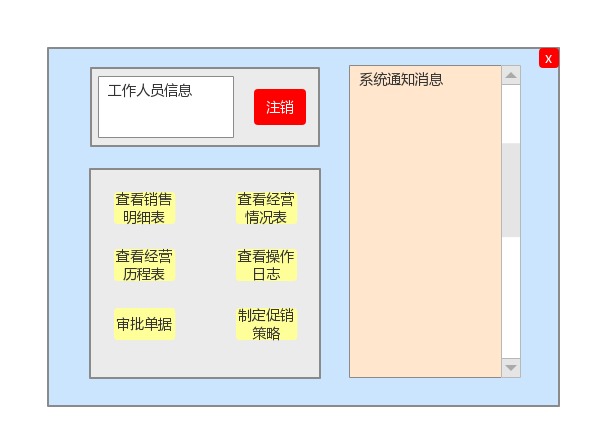 x
工作人员信息
注销
系统通知消息
查看销售
明细表
查看经营
情况表
查看经营
历程表
查看操作
日志
审批单据
制定促销
策略